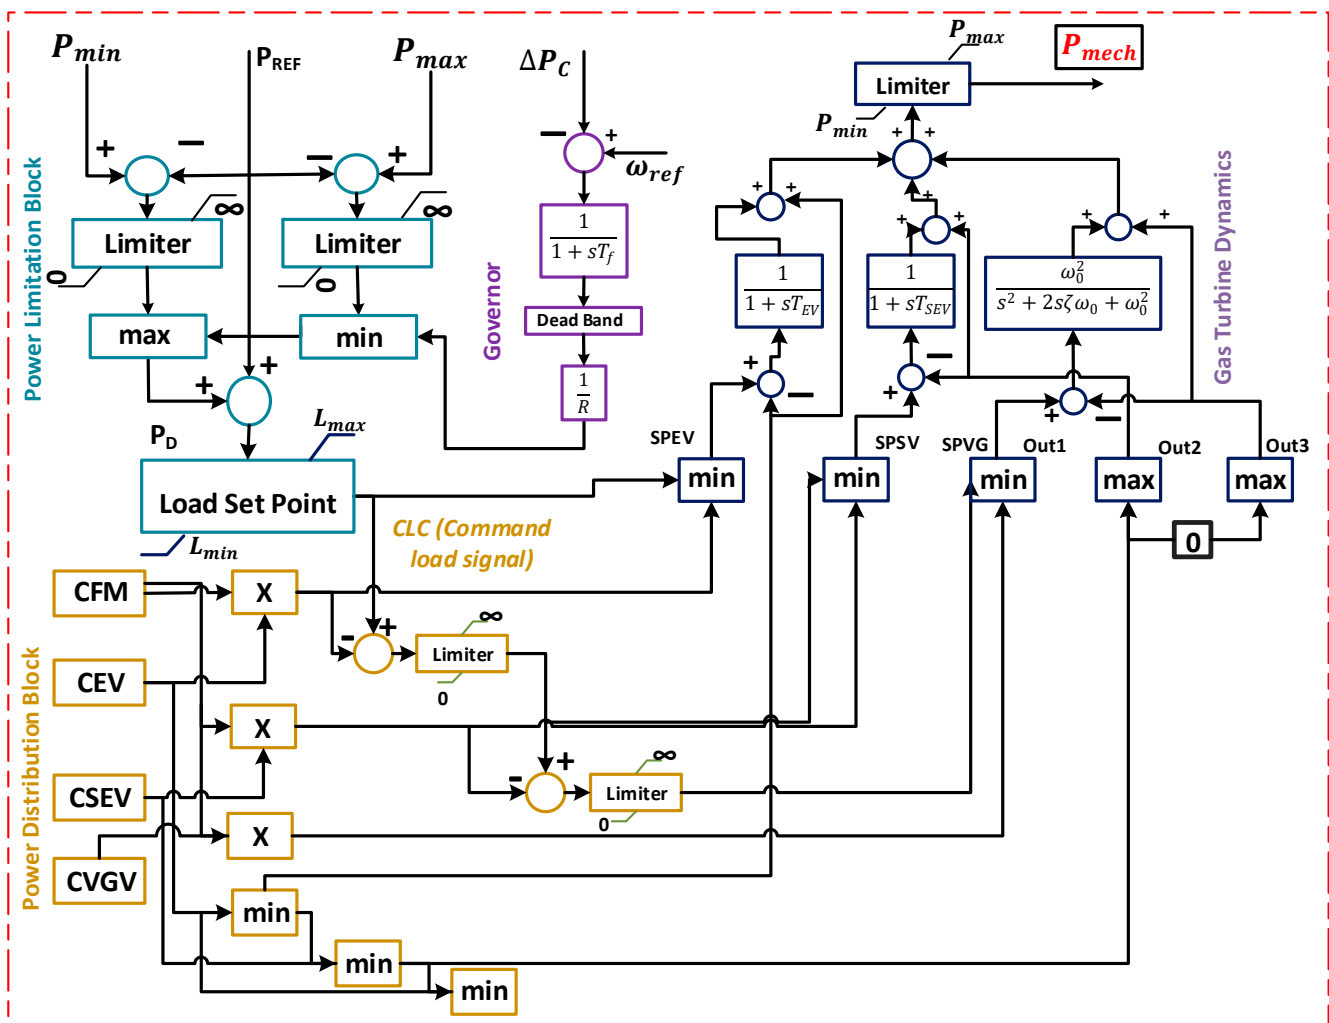 P_min
P_REF
P_max
ΔP_C
P_max
P_mech
Limiter
P_min
+
−
−
+
−
+
ω_ref
+ +
∞
∞
Limiter
Limiter
0
0
1
1 + sT_f
Dead Band
1
R
max
min
+
+
P_D
L_max
Load Set Point
L_min
Power Limitation Block
Governor
+
+
+
+
+
+
+
1
1 + sT_EV
1
1 + sT_SEV
ω_0^2
s^2 + 2sζω_0 + ω_0^2
Gas Turbine Dynamics
+
−
−
+
+
−
SPEV
SPSV
SPVG
Out1
Out2
Out3
min
min
min
max
max
0
CLC (Command
load signal)
CFM
X
-
+
∞
Limiter
0
CEV
X
-
+
∞
Limiter
0
CSEV
X
CVGV
min
min
min
Power Distribution Block